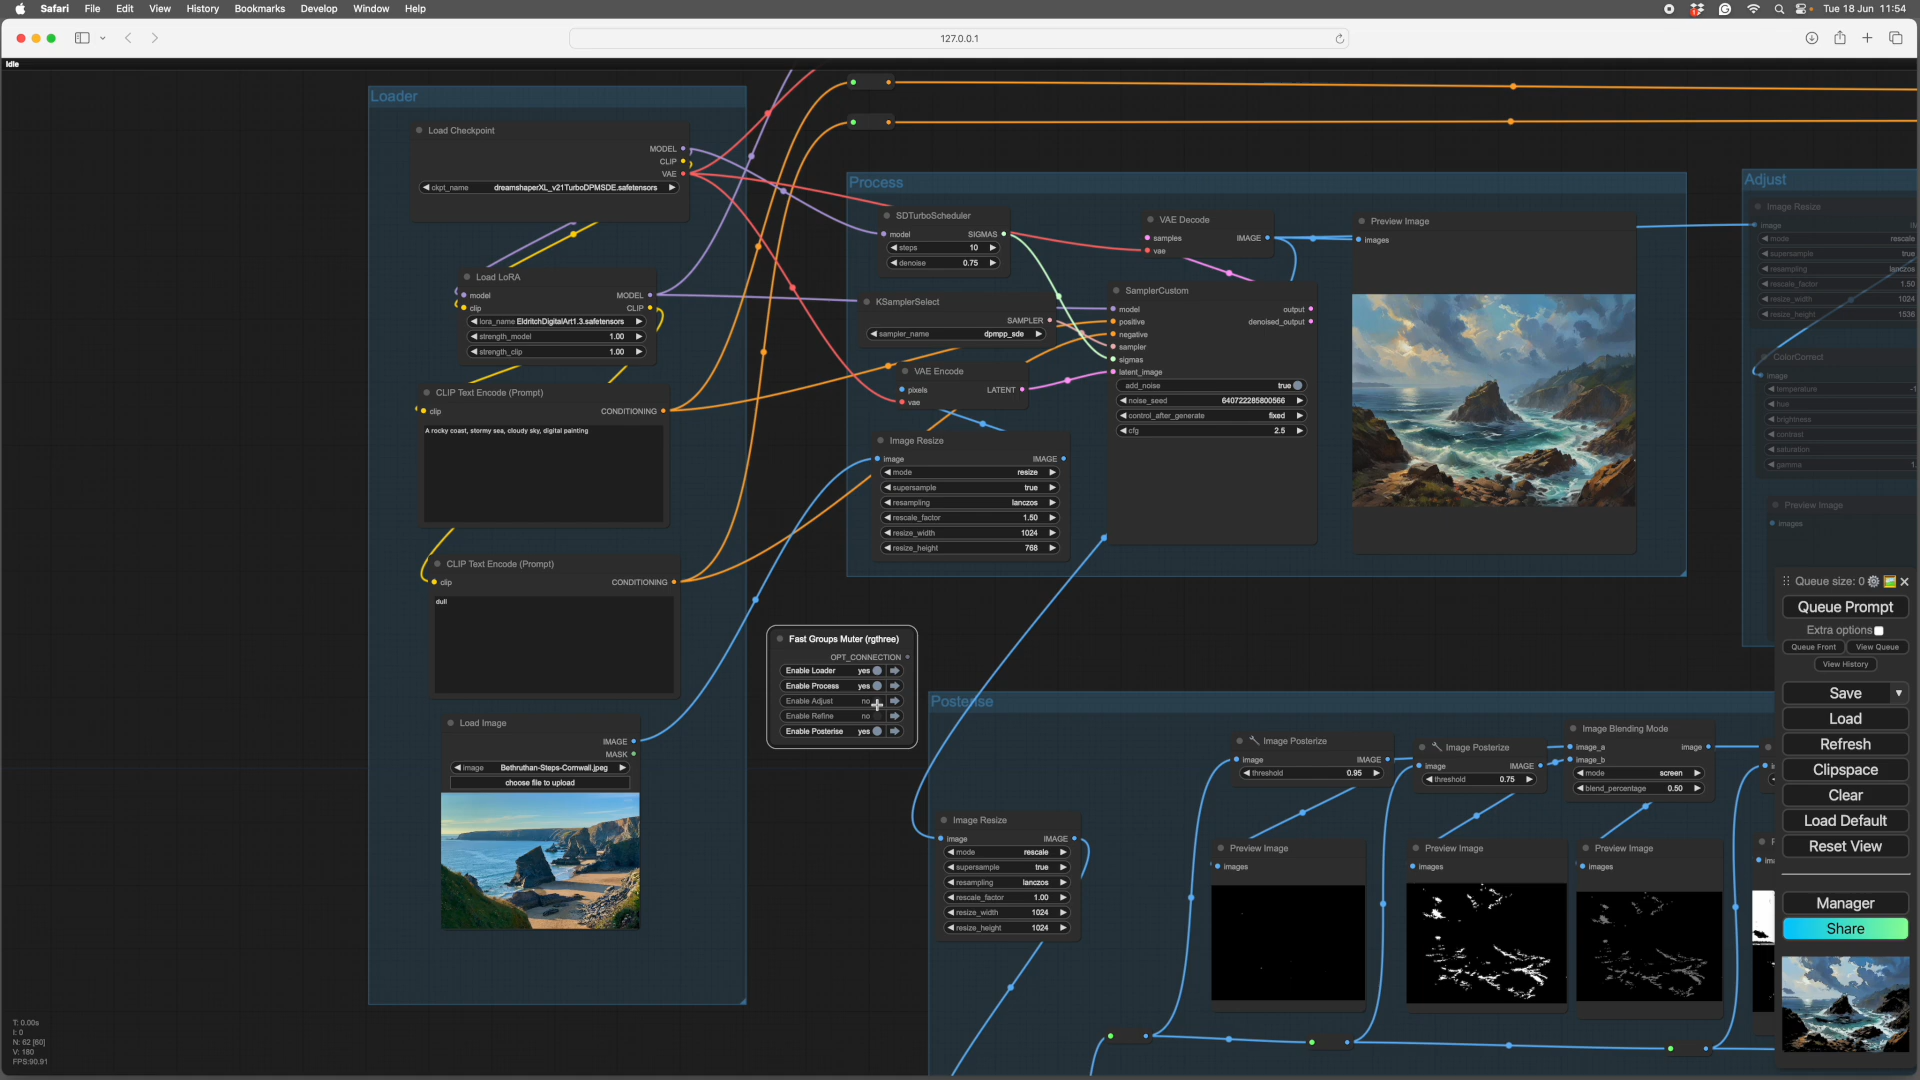 Safari File Edit View History Bookmarks Develop Window Help
Tue 18 Jun 11:54
127.0.0.1
Idle
Loader
Load Checkpoint
MODEL
CLIP
VAE
ckpt_name dreamshaperXL_v21TurboDPMSDE.safetensors
Load LoRA
model MODEL
clip CLIP
lora_name EldritchDigitalArt1.3.safetensors
strength_model 1.00
strength_clip 1.00
CLIP Text Encode (Prompt)
clip CONDITIONING
A rocky coast, stormy sea, cloudy sky, digital painting
CLIP Text Encode (Prompt)
clip CONDITIONING
dull
Load Image
IMAGE
MASK
image Bethruthan-Steps-Cornwall.jpeg
choose file to upload
Process
SDTurboScheduler
model SIGMAS
steps 10
denoise 0.75
KSamplerSelect
SAMPLER
sampler_name dpmpp_sde
VAE Encode
pixels LATENT
vae
Image Resize
image IMAGE
mode resize
supersample true
resampling lanczos
rescale_factor 1.50
resize_width 1024
resize_height 768
VAE Decode
samples IMAGE
vae
SamplerCustom
model output
positive denoised_output
negative
sampler
sigmas
latent_image
add_noise true
noise_seed 640722285800566
control_after_generate fixed
cfg 2.5
Preview Image
images
Adjust
Image Resize
image IM
mode rescale
supersample true
resampling lanczos
rescale_factor 1.50
resize_width 1024
resize_height 1536
ColorCorrect
image
temperature -1
hue
brightness
contrast
saturation
gamma 1.
Preview Image
images
Fast Groups Muter (rgthree)
OPT_CONNECTION
Enable Loader yes
Enable Process yes
Enable Adjust no
Enable Refine no
Enable Posterise yes
Posterise
Image Resize
image IMAGE
mode rescale
supersample true
resampling lanczos
rescale_factor 1.00
resize_width 1024
resize_height 1024
Image Posterize
image IMAGE
threshold 0.95
Image Posterize
image IMAGE
threshold 0.75
Image Blending Mode
image_a image
image_b
mode screen
blend_percentage 0.50
Preview Image
images
Preview Image
images
Preview Image
images
Queue size: 0
Queue Prompt
Extra options
Queue Front View Queue
View History
Save
Load
Refresh
Clipspace
Clear
Load Default
Reset View
Manager
Share
T: 0.00s
I: 0
N: 62 [60]
V: 180
FPS:90.91